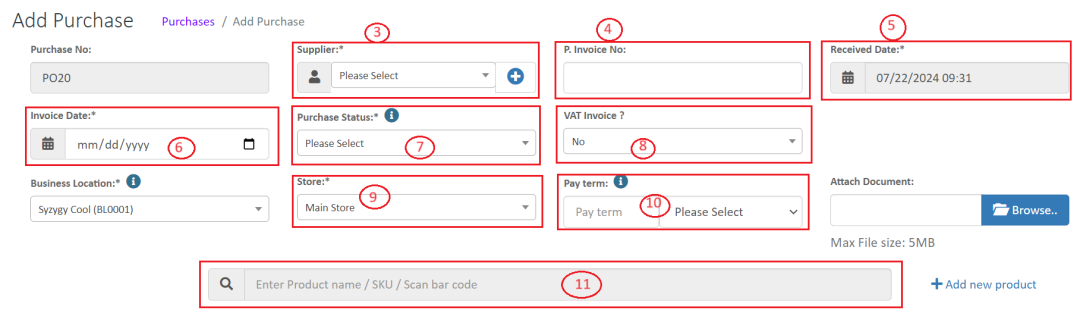 Add Purchase Purchases / Add Purchase
3 4 5
Purchase No: Supplier:* P. Invoice No: Received Date:*
PO20 Please Select 07/22/2024 09:31
Invoice Date:* Purchase Status:* VAT Invoice ?
mm/dd/yyyy 6 Please Select 7 No 8
Business Location:* Store:* Pay term: Attach Document:
Syzygy Cool (BL0001) Main Store 9 Pay term 10 Please Select Browse..
Max File size: 5MB
Enter Product name / SKU / Scan bar code 11 Add new product